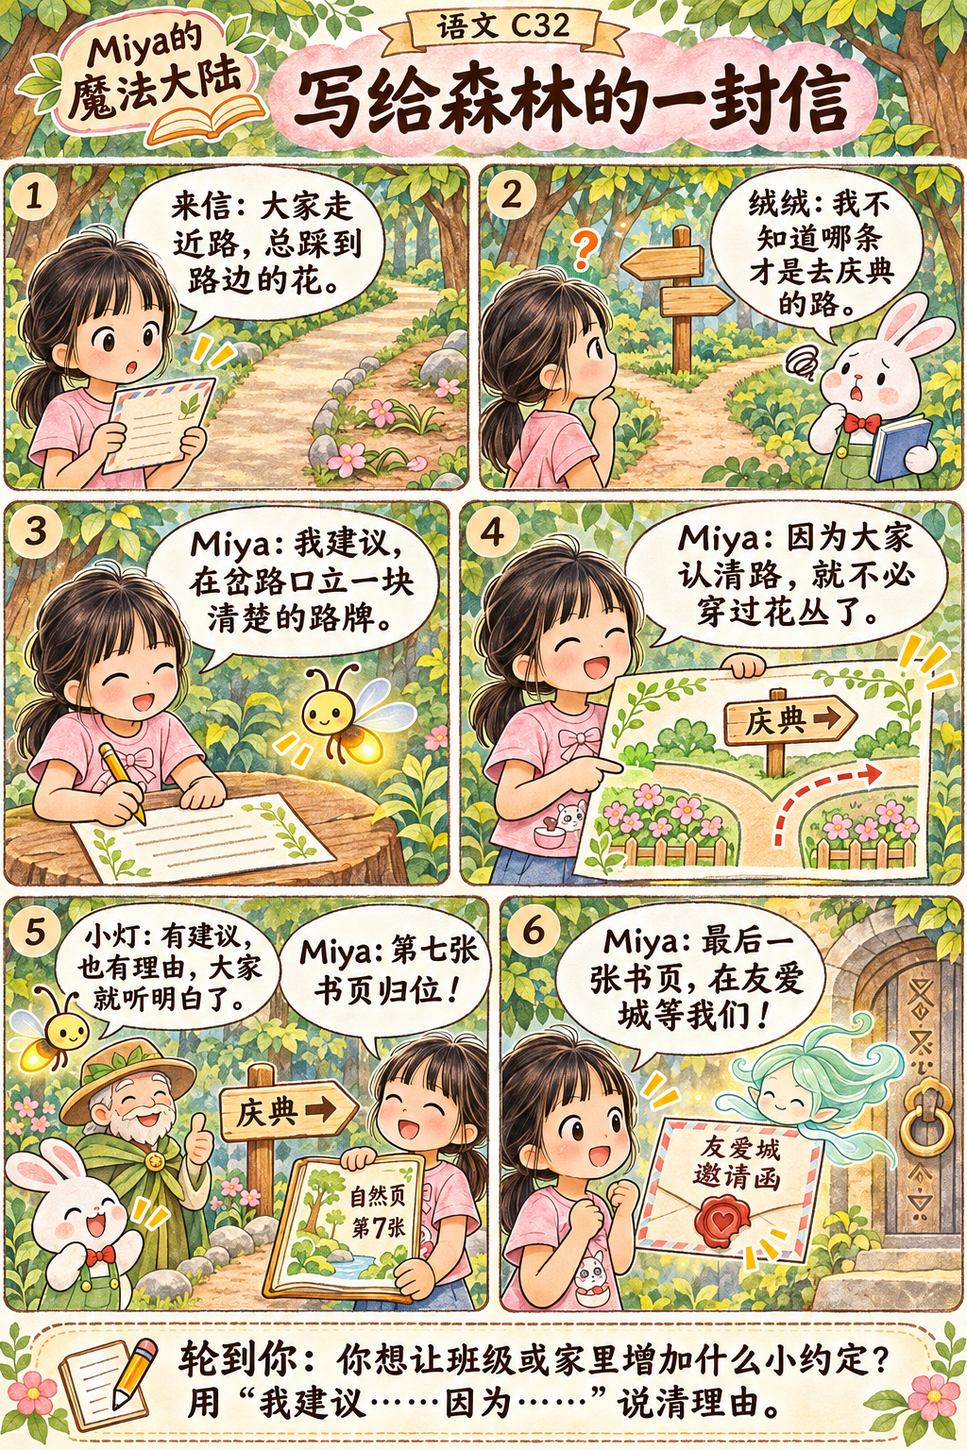 Miya的
魔法大陆
语文 C32
写给森林的一封信
1
来信：大家走
近路，总踩到
路边的花。
2
?
绒绒：我不
知道哪条
才是去庆典
的路。
3
Miya：我建议，
在岔路口立一块
清楚的路牌。
4
Miya：因为大家
认清路，就不必
穿过花丛了。
庆典
5
小灯：有建议，
也有理由，大家
就听明白了。
Miya：第七张
书页归位！
庆典
自然页
第7张
6
Miya：最后一
张书页，在友爱
城等我们！
友爱城
邀请函
轮到你：你想让班级或家里增加什么小约定？
用“我建议……因为……”说清理由。